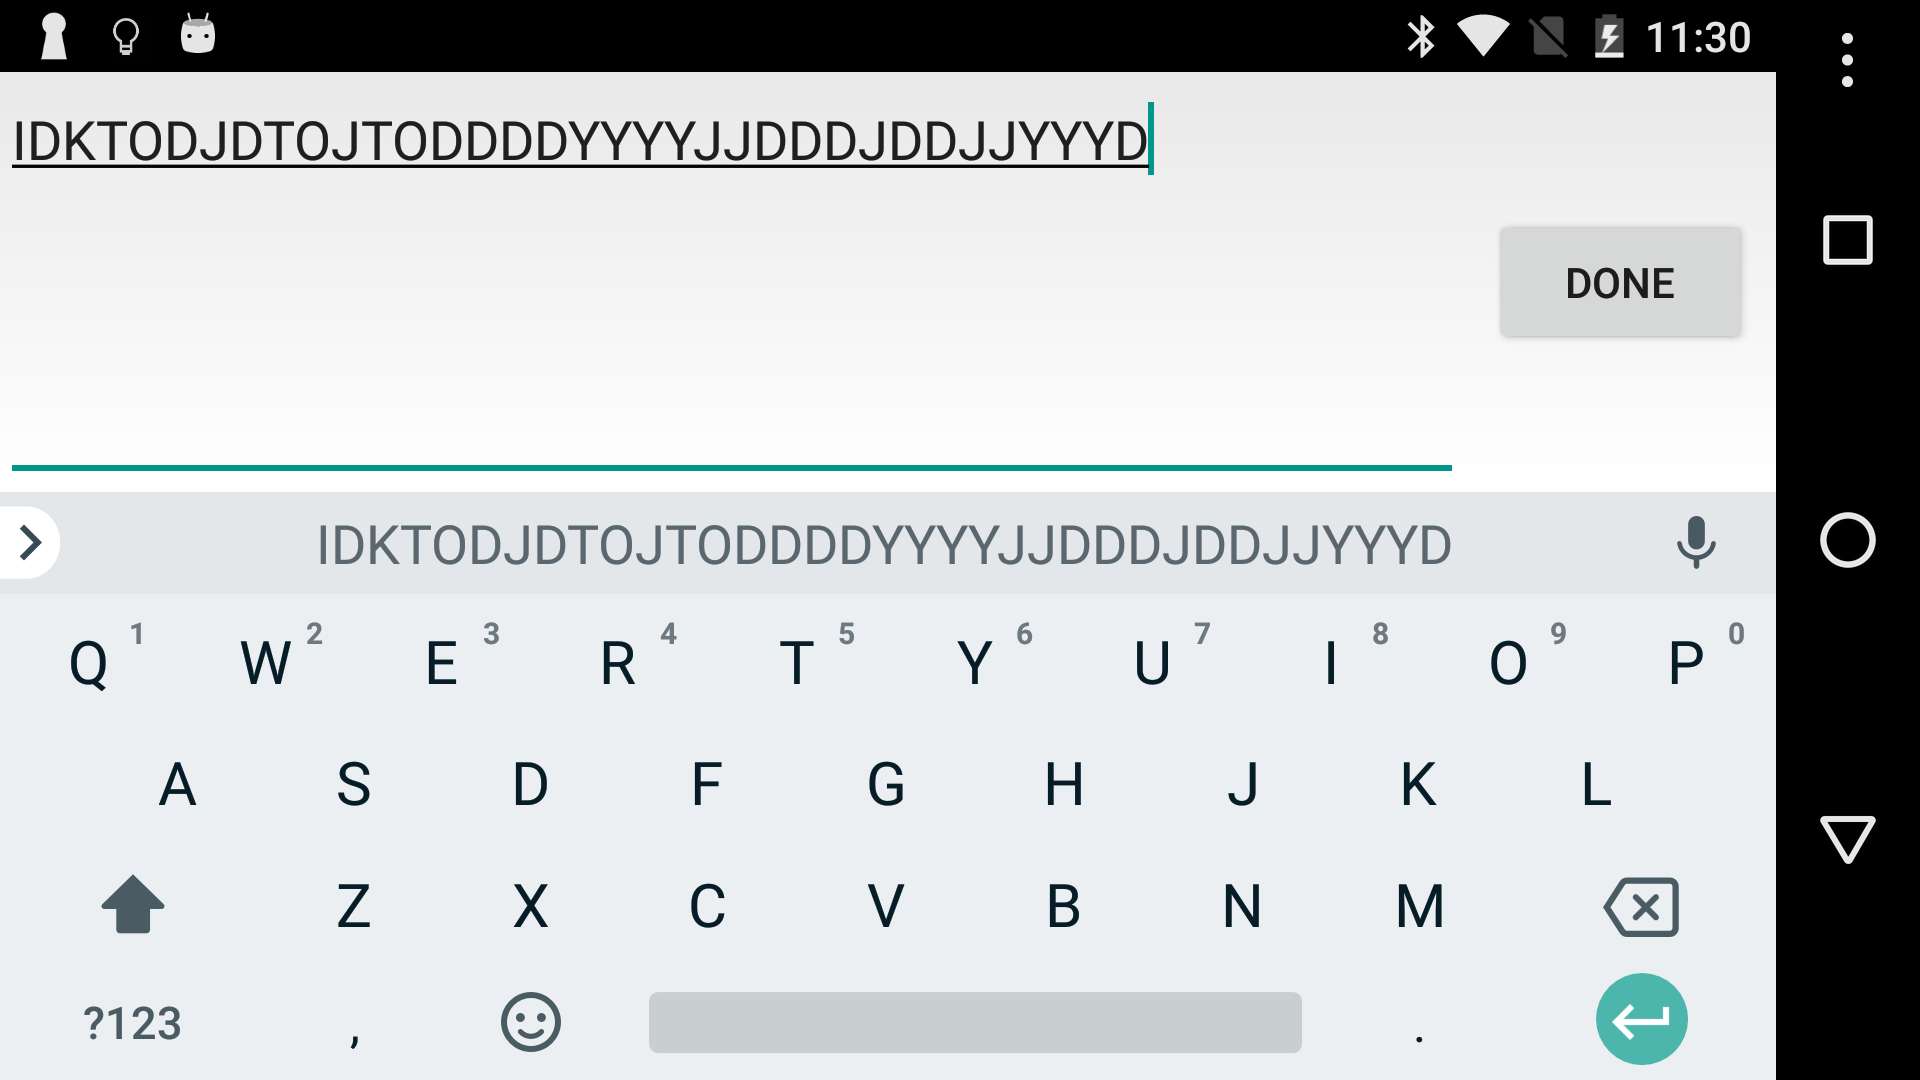 11:30
IDKTODJDTOJTODDDDYYYYJJDDDJDDJJYYYD
DONE
IDKTODJDTOJTODDDDYYYYJJDDDJDDJJYYYD
Q 1 W 2 E 3 R 4 T 5 Y 6 U 7 I 8 O 9 P 0
A S D F G H J K L
Z X C V B N M
?123 , .